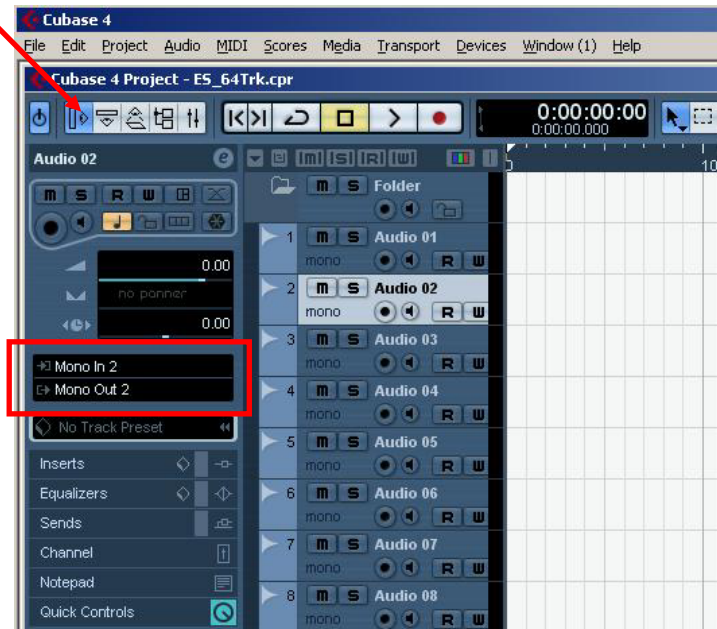 Cubase 4
File Edit Project Audio MIDI Scores Media Transport Devices Window (1) Help
Cubase 4 Project - ES_64Trk.cpr
0:00:00:00
0:00:00.000
Audio 02
e
m S R W
0.00
no panner
0.00
Mono In 2
Mono Out 2
No Track Preset
Inserts
Equalizers
Sends
Channel
Notepad
Quick Controls
[m] [S] [R] [W]
10
m S Folder
1 m S Audio 01
mono R W
2 m S Audio 02
mono R W
3 m S Audio 03
mono R W
4 m S Audio 04
mono R W
5 m S Audio 05
mono R W
6 m S Audio 06
mono R W
7 m S Audio 07
mono R W
8 m S Audio 08
mono R W